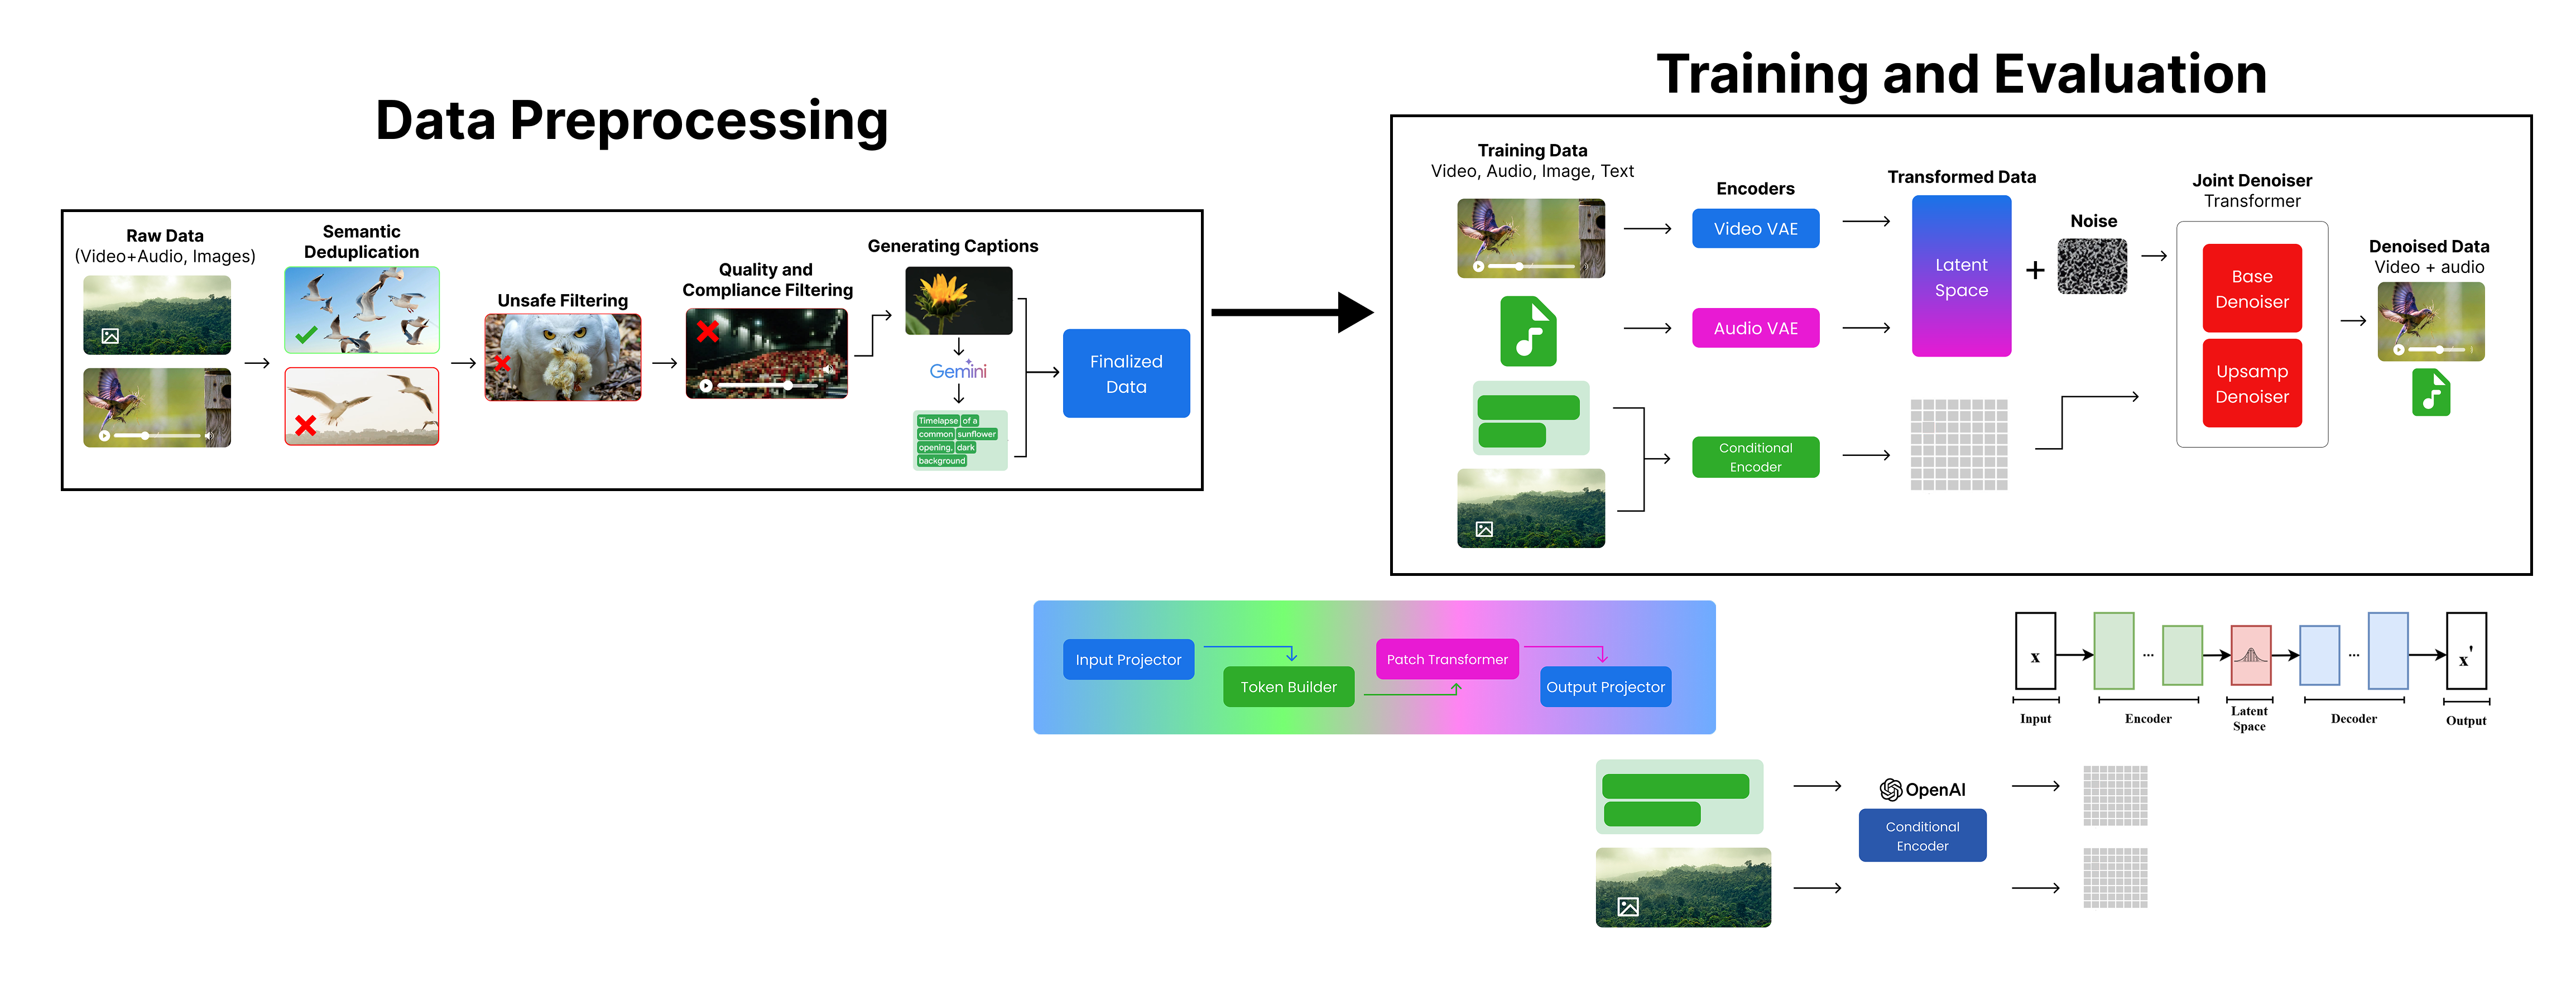 Data Preprocessing
Raw Data
(Video+Audio, Images)
Semantic
Deduplication
Unsafe Filtering
Quality and
Compliance Filtering
Generating Captions
Gemini
Timelapse of a
common sunflower
opening, dark
background
Finalized
Data
Training and Evaluation
Training Data
Video, Audio, Image, Text
Encoders
Video VAE
Audio VAE
Conditional
Encoder
Transformed Data
Latent
Space
+
Noise
Joint Denoiser
Transformer
Base
Denoiser
Upsamp
Denoiser
Denoised Data
Video + audio
Input Projector
Token Builder
Patch Transformer
Output Projector
x
...
...
x'
Input
Encoder
Latent
Space
Decoder
Output
OpenAI
Conditional
Encoder